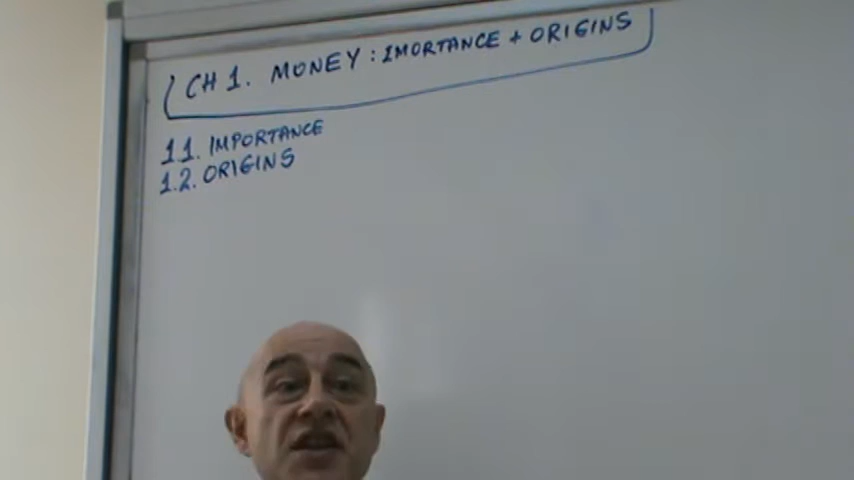 CH 1. MONEY : IMORTANCE + ORIGINS
1.1. IMPORTANCE
1.2. ORIGINS